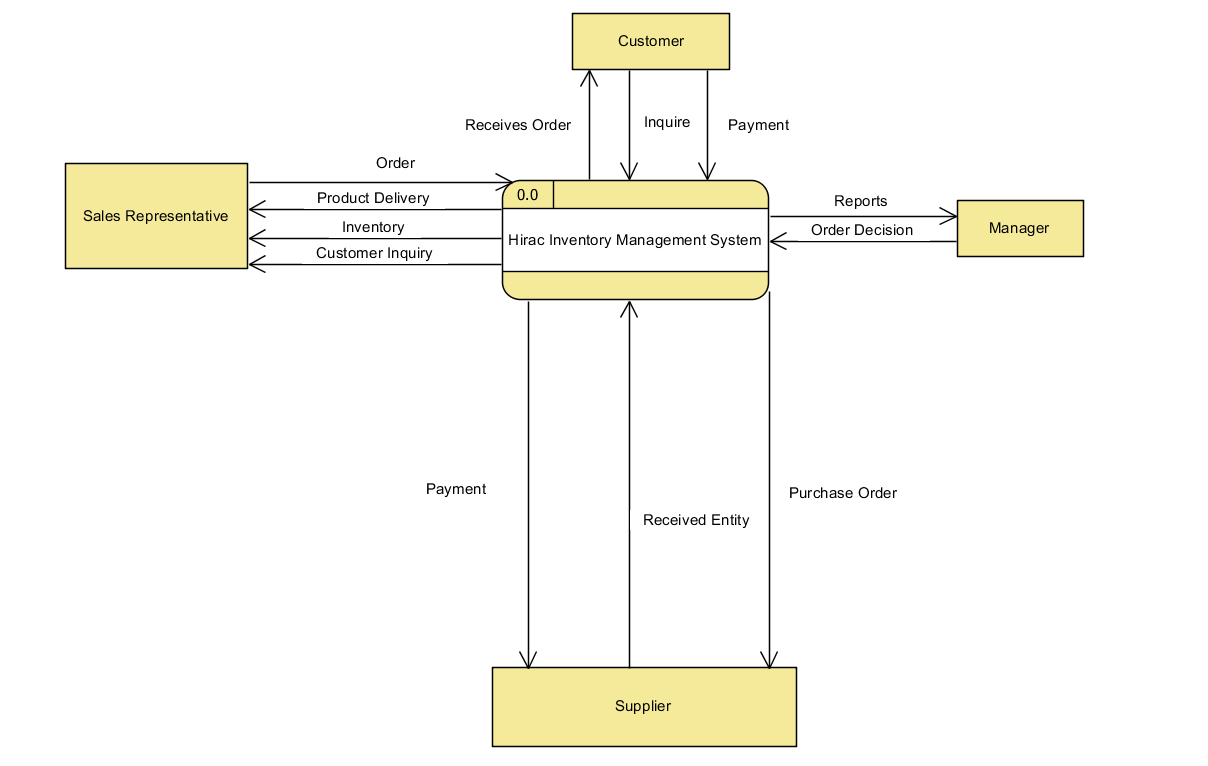 Customer
Receives Order
Inquire
Payment
Order
Sales Representative
Product Delivery
Inventory
Customer Inquiry
0.0
Hirac Inventory Management System
Reports
Order Decision
Manager
Payment
Received Entity
Purchase Order
Supplier